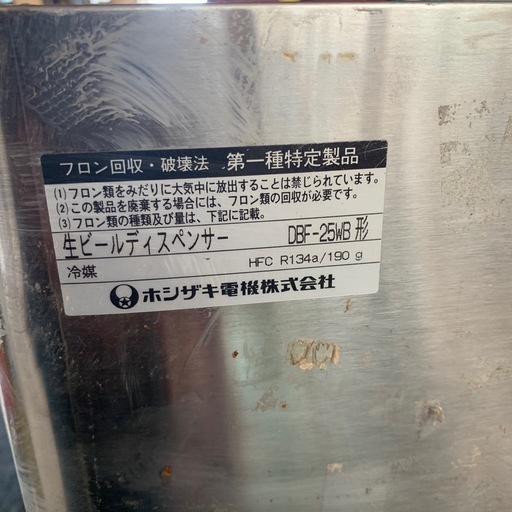 フロン回収・破壊法 第一種特定製品
(1)フロン類をみだりに大気中に放出することは禁じられています。
(2)この製品を廃棄する場合には、フロン類の回収が必要です。
(3)フロン類の種類及び量は、下記に記載。
生ビールディスペンサー DBF-25WB形
冷媒 HFC R134a/190 g
ホシザキ電機株式会社